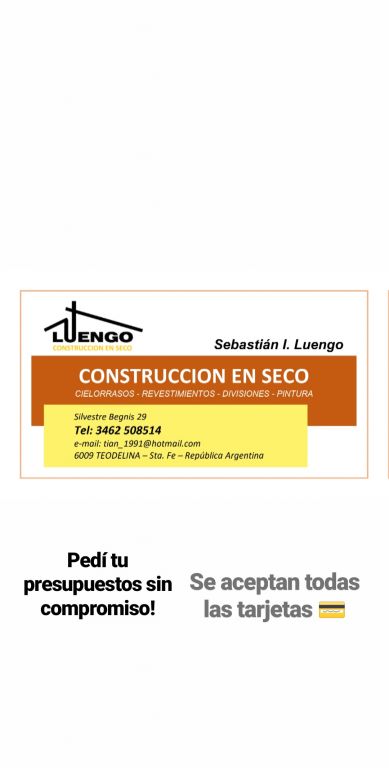 LUENGO
CONSTRUCCION EN SECO
Sebastián I. Luengo
CONSTRUCCION EN SECO
CIELORRASOS - REVESTIMIENTOS - DIVISIONES - PINTURA
Silvestre Begnis 29
Tel: 3462 508514
e-mail: tian_1991@hotmail.com
6009 TEODELINA – Sta. Fe – República Argentina
Pedí tu
presupuestos sin
compromiso!
Se aceptan todas
las tarjetas 💳